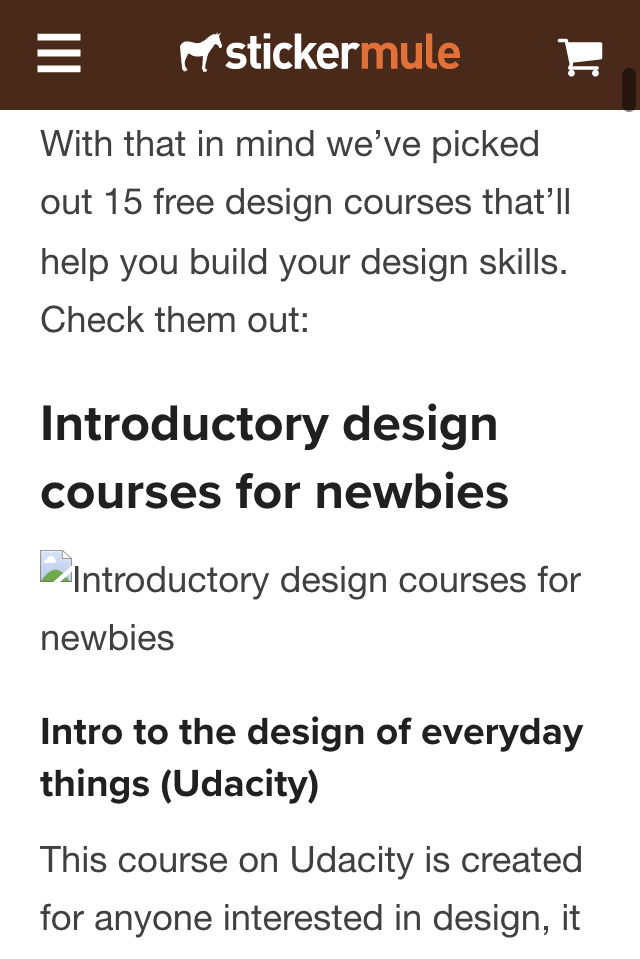 stickermule
With that in mind we’ve picked
out 15 free design courses that’ll
help you build your design skills.
Check them out:
Introductory design
courses for newbies
Introductory design courses for
newbies
Intro to the design of everyday
things (Udacity)
This course on Udacity is created
for anyone interested in design, it